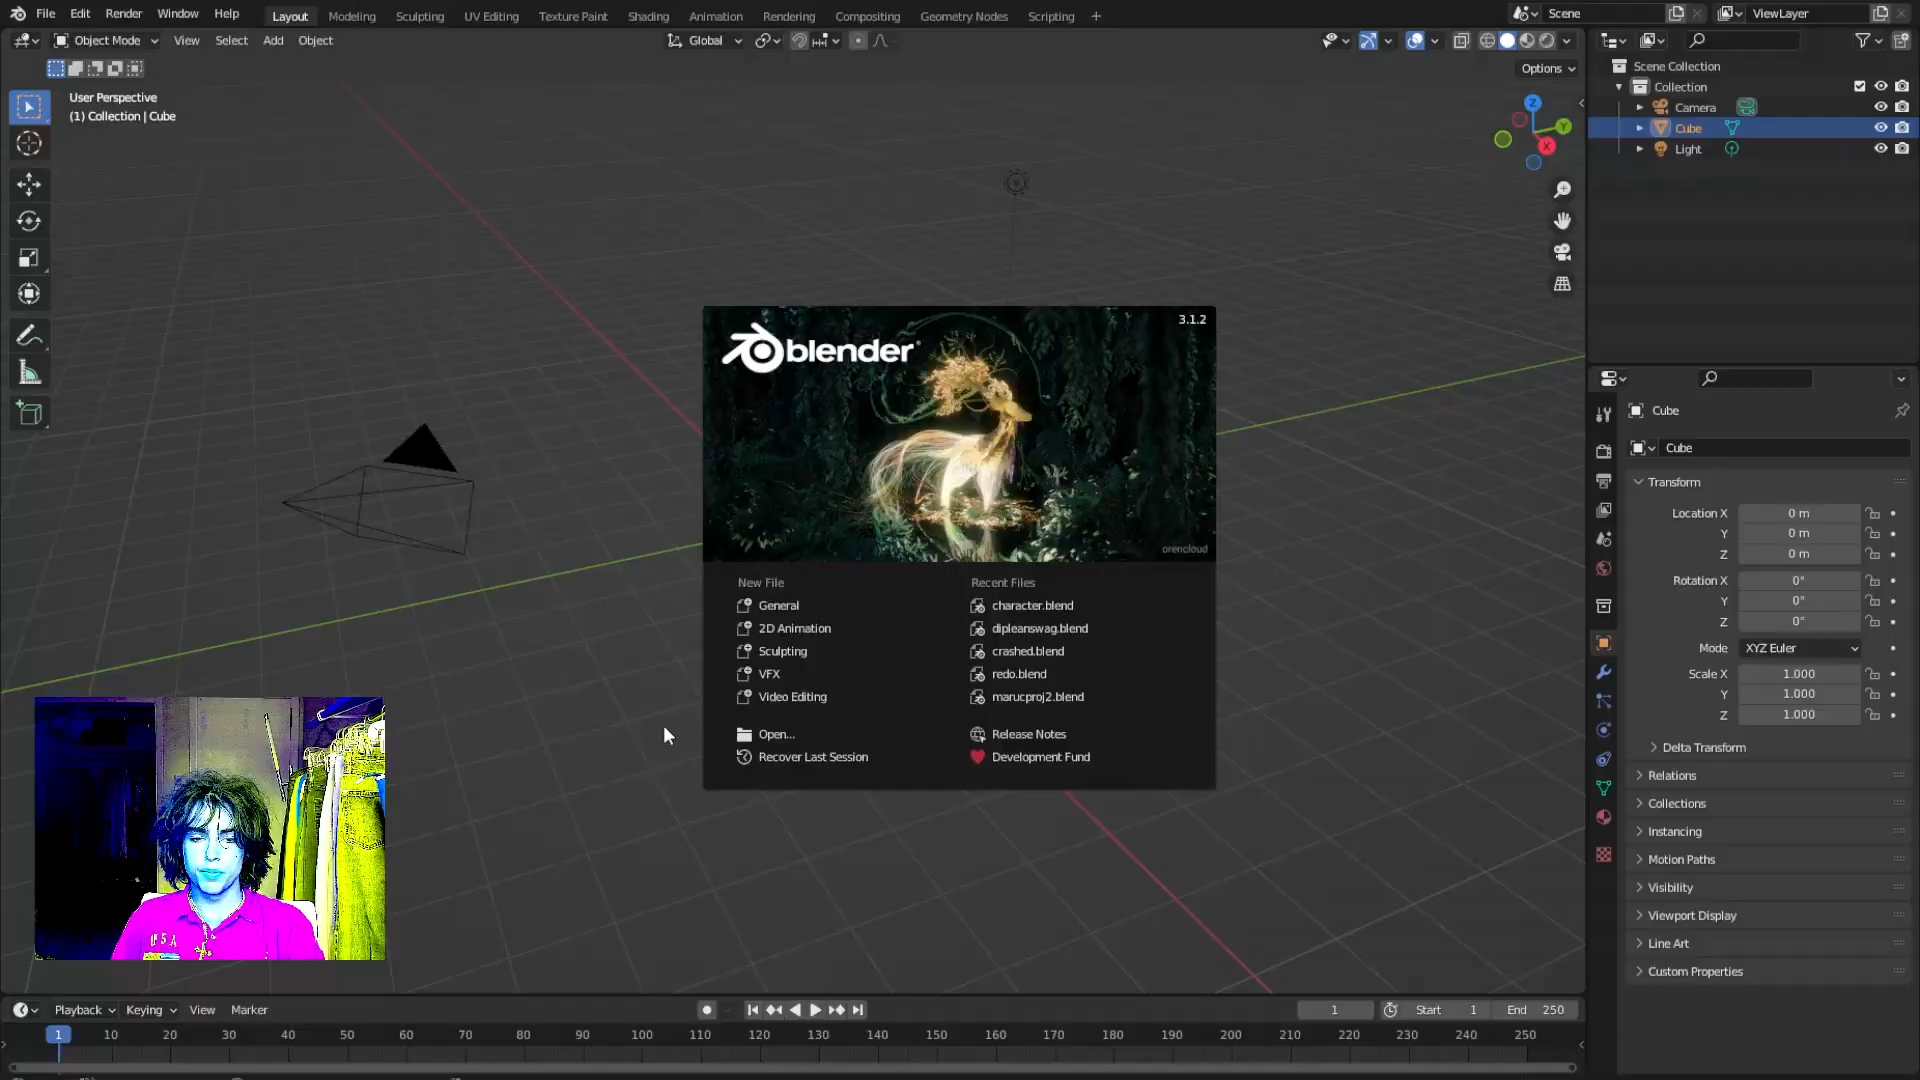 File Edit Render Window Help
Layout Modeling Sculpting UV Editing Texture Paint Shading Animation Rendering Compositing Geometry Nodes Scripting +
Scene
ViewLayer
Object Mode View Select Add Object
Global
Options
User Perspective
(1) Collection | Cube
Z
Y
X
Scene Collection
Collection
Camera
Cube
Light
3.1.2
blender
orencloud
New File
General
2D Animation
Sculpting
VFX
Video Editing
Open...
Recover Last Session
Recent Files
character.blend
dipleanswag.blend
crashed.blend
redo.blend
marucproj2.blend
Release Notes
Development Fund
Cube
Cube
Transform
Location X 0 m
Y 0 m
Z 0 m
Rotation X 0°
Y 0°
Z 0°
Mode XYZ Euler
Scale X 1.000
Y 1.000
Z 1.000
Delta Transform
Relations
Collections
Instancing
Motion Paths
Visibility
Viewport Display
Line Art
Custom Properties
USA
Playback Keying View Marker
1 Start 1 End 250
1 10 20 30 40 50 60 70 80 90 100 110 120 130 140 150 160 170 180 190 200 210 220 230 240 250